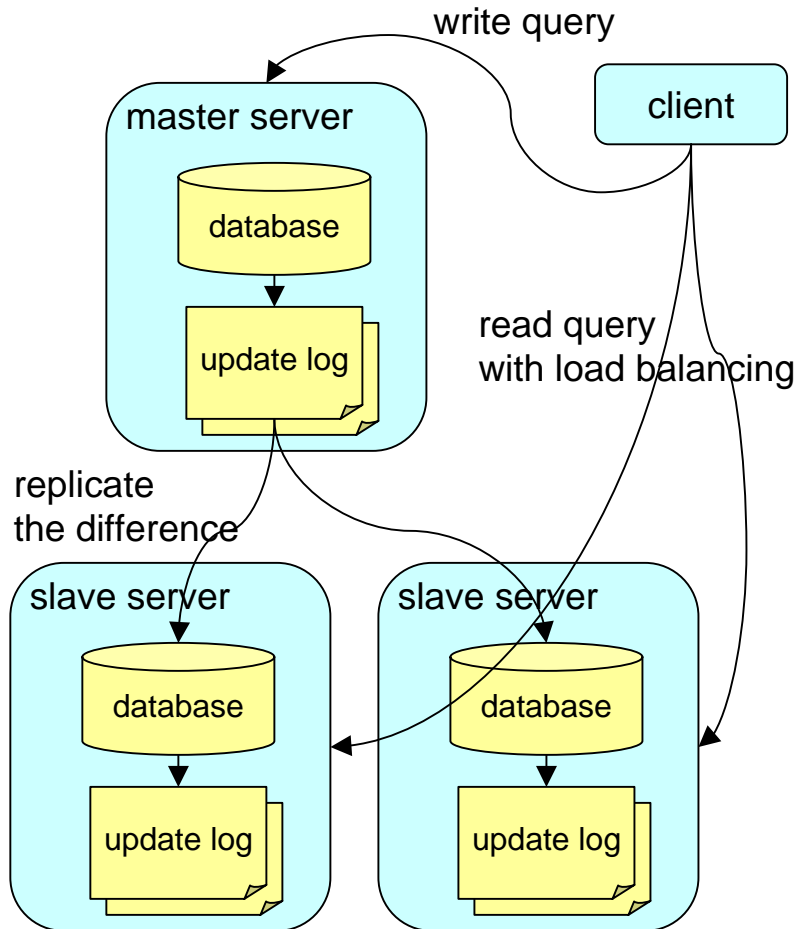 write query
master server
client
database
update log
read query
with load balancing
replicate
the difference
slave server
slave server
database
database
update log
update log